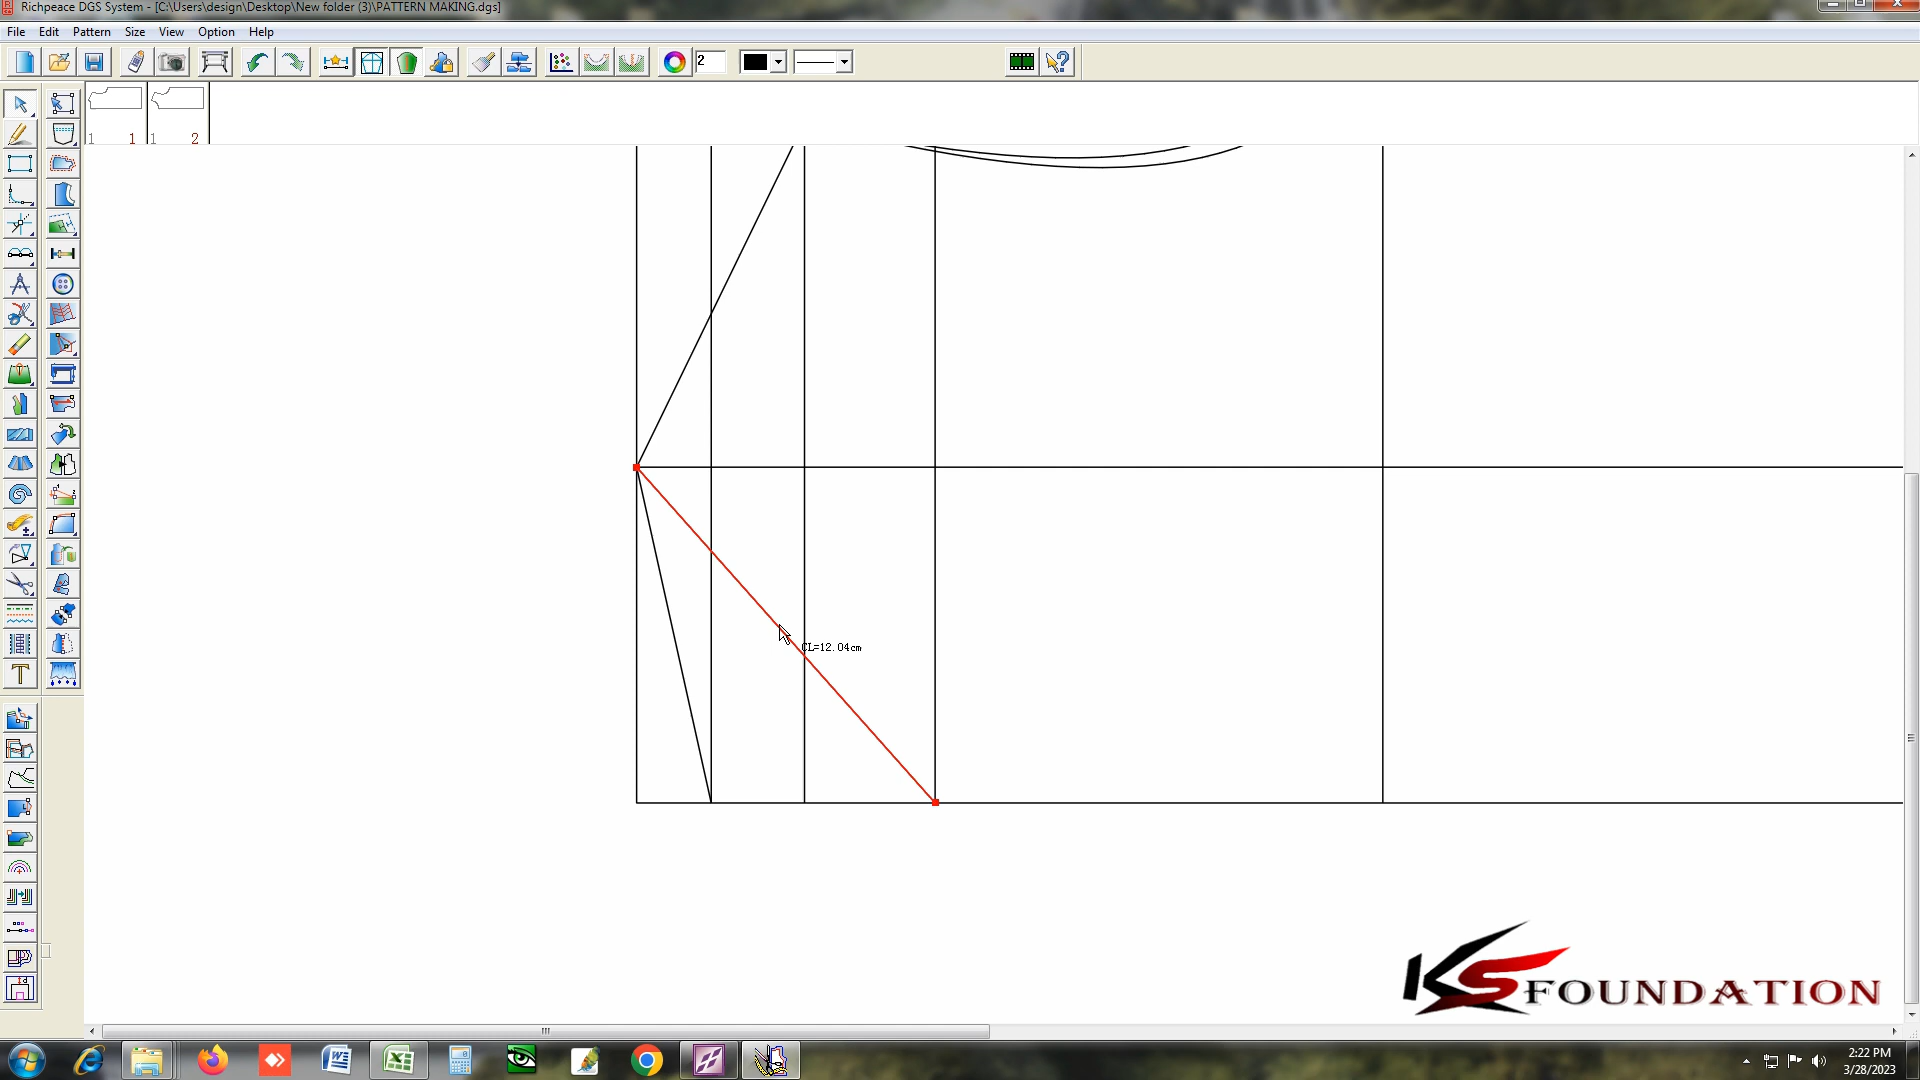 Richpeace DGS System - [C:\Users\design\Desktop\New folder (3)\PATTERN MAKING.dgs]
File Edit Pattern Size View Option Help
2
1 1 1 2
CL=12.04cm
KS FOUNDATION
2:22 PM
3/28/2023